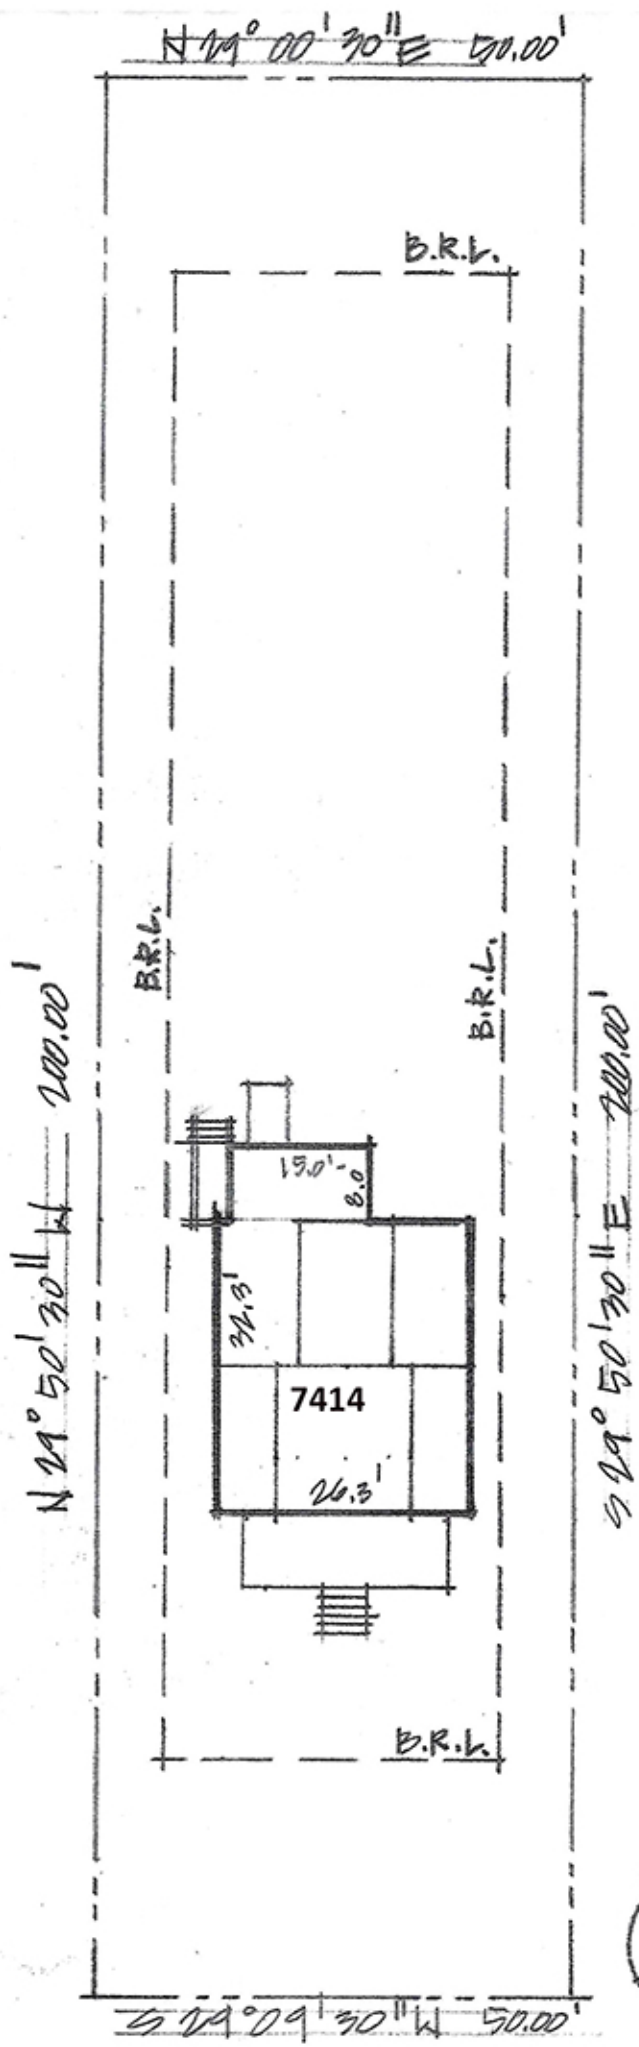 N 29° 00' 30" E 50.00'
B.R.L.
B.R.L.
B.R.L.
N 29° 50' 30" W 200.00'
S 29° 50' 30" E 200.00'
15.0'-
8.0
32.3'
7414
26.3'
B.R.L.
S 29° 09' 30" W 50.00'